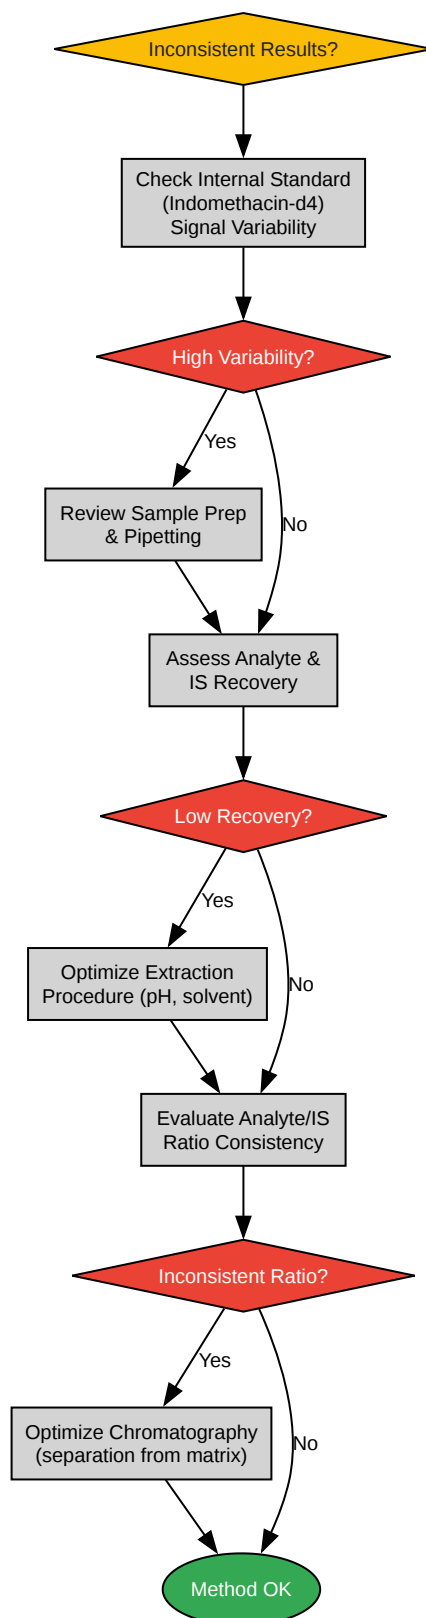 Inconsistent Results?
Check Internal Standard
(Indomethacin-d4)
Signal Variability
High Variability?
Yes
Review Sample Prep
& Pipetting
No
Assess Analyte &
IS Recovery
Low Recovery?
Yes
Optimize Extraction
Procedure (pH, solvent)
No
Evaluate Analyte/IS
Ratio Consistency
Inconsistent Ratio?
Yes
Optimize Chromatography
(separation from matrix)
No
Method OK